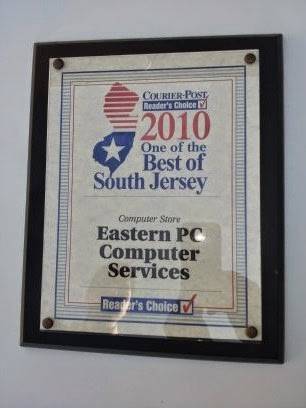 COURIER-POST
Reader's Choice
2010
One of the
Best of
South Jersey
Computer Store
Eastern PC
Computer
Services
Reader's Choice